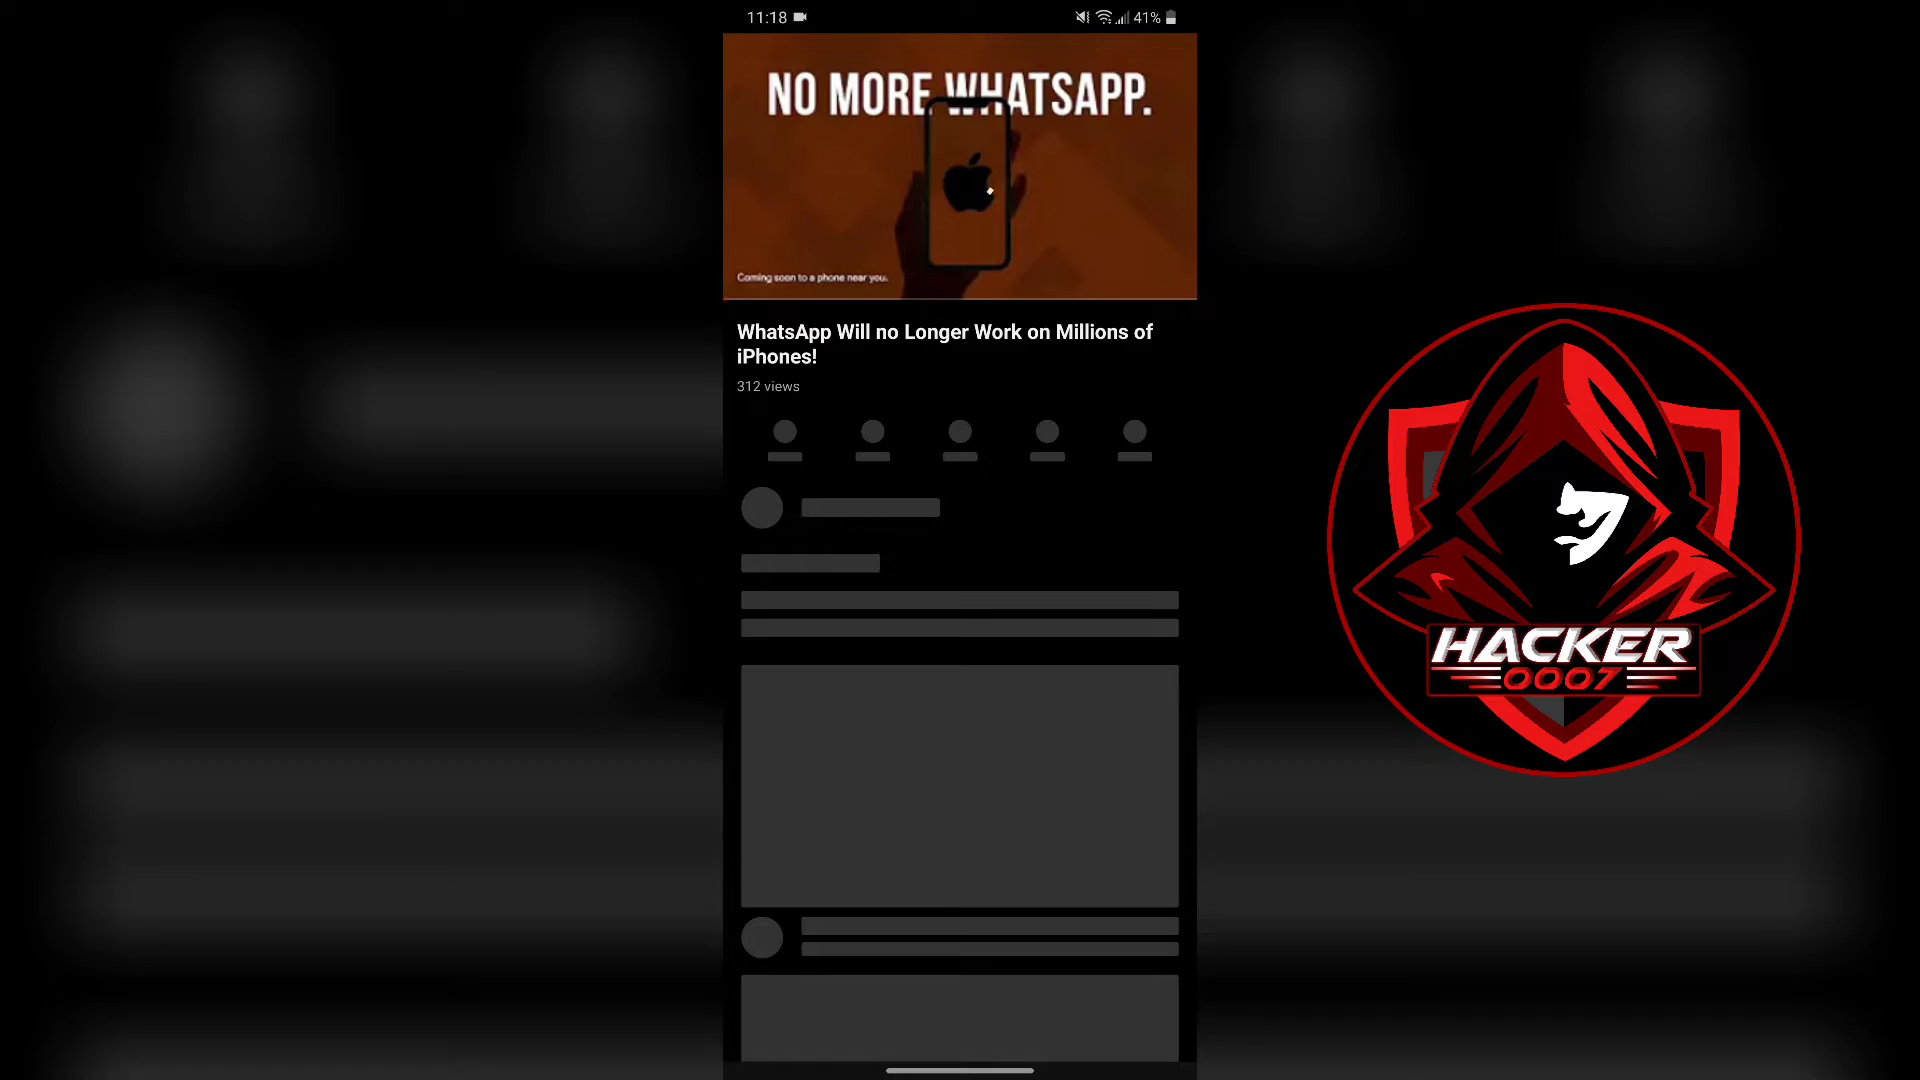 11:18
41%
NO MORE WHATSAPP.
Coming soon to a phone near you.
WhatsApp Will no Longer Work on Millions of
iPhones!
312 views
HACKER
0007